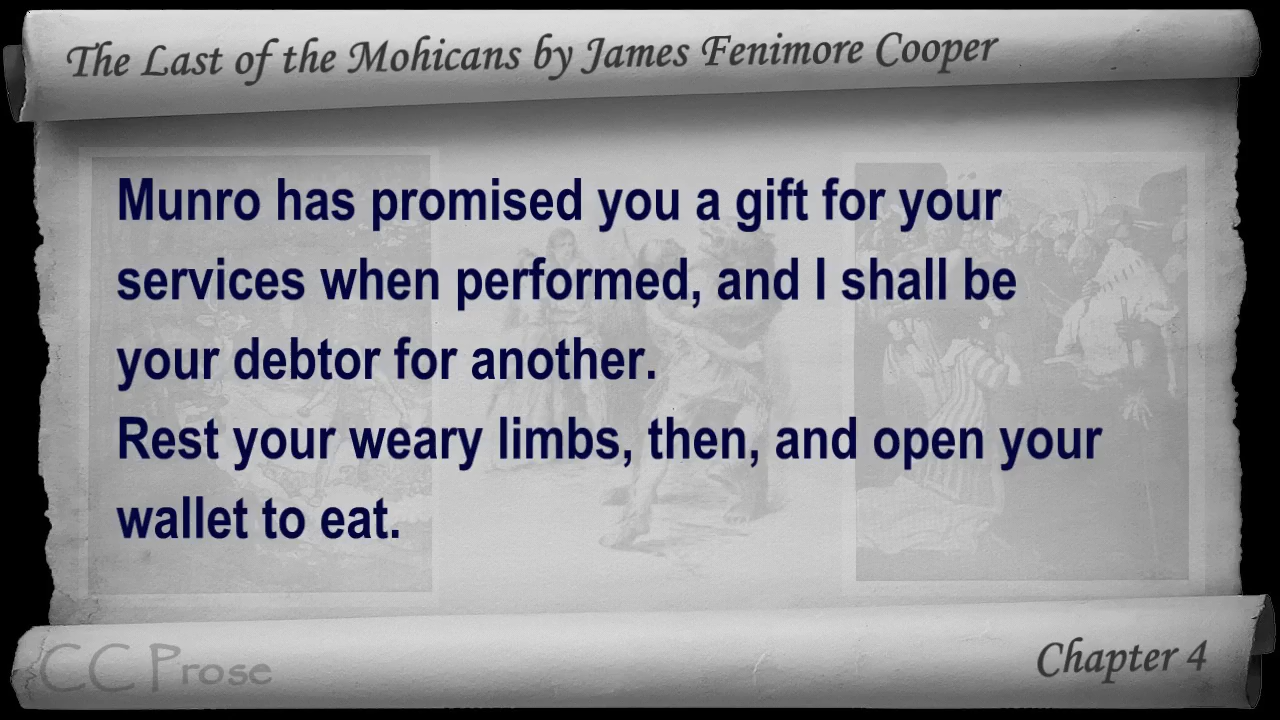 The Last of the Mohicans by James Fenimore Cooper
Munro has promised you a gift for your
services when performed, and I shall be
your debtor for another.
Rest your weary limbs, then, and open your
wallet to eat.
CC Prose
Chapter 4